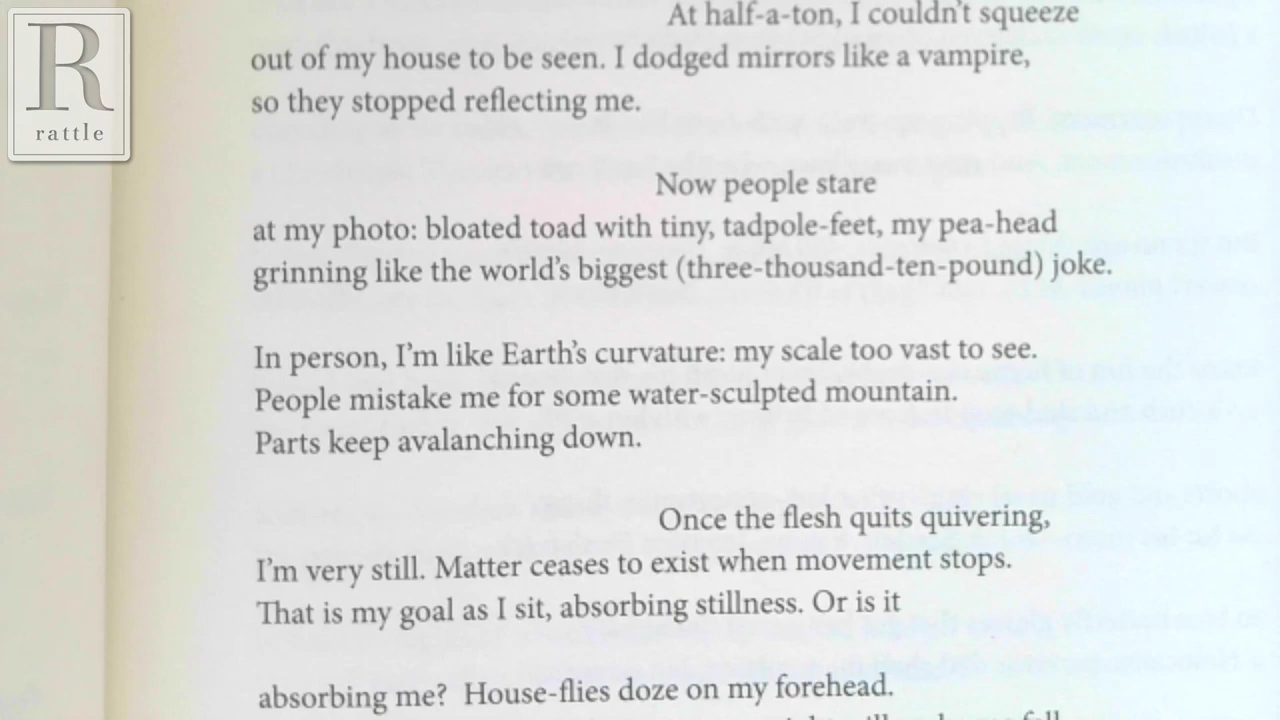 R
rattle
At half-a-ton, I couldn't squeeze
out of my house to be seen. I dodged mirrors like a vampire,
so they stopped reflecting me.
Now people stare
at my photo: bloated toad with tiny, tadpole-feet, my pea-head
grinning like the world's biggest (three-thousand-ten-pound) joke.
In person, I'm like Earth's curvature: my scale too vast to see.
People mistake me for some water-sculpted mountain.
Parts keep avalanching down.
Once the flesh quits quivering,
I'm very still. Matter ceases to exist when movement stops.
That is my goal as I sit, absorbing stillness. Or is it
absorbing me? House-flies doze on my forehead.